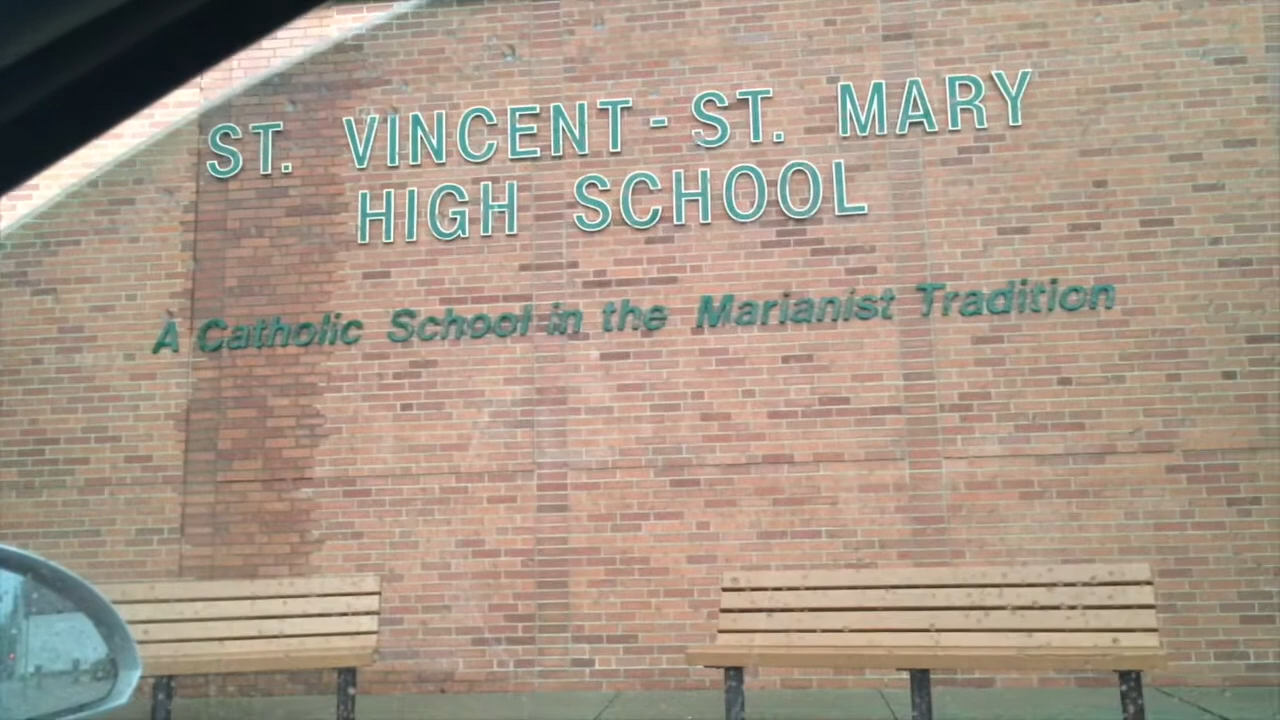 ST. VINCENT - ST. MARY
HIGH SCHOOL
A Catholic School in the Marianist Tradition